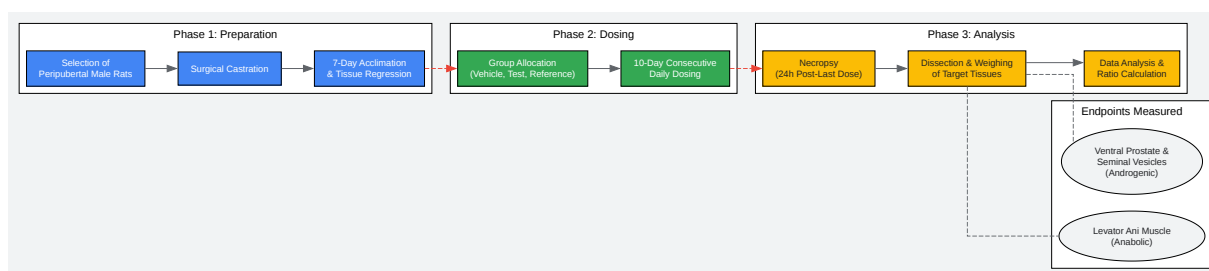 Phase 1: Preparation
Selection of
Peripubertal Male Rats
Surgical Castration
7-Day Acclimation
& Tissue Regression
Phase 2: Dosing
Group Allocation
(Vehicle, Test, Reference)
10-Day Consecutive
Daily Dosing
Phase 3: Analysis
Necropsy
(24h Post-Last Dose)
Dissection & Weighing
of Target Tissues
Data Analysis &
Ratio Calculation
Endpoints Measured
Ventral Prostate &
Seminal Vesicles
(Androgenic)
Levator Ani Muscle
(Anabolic)